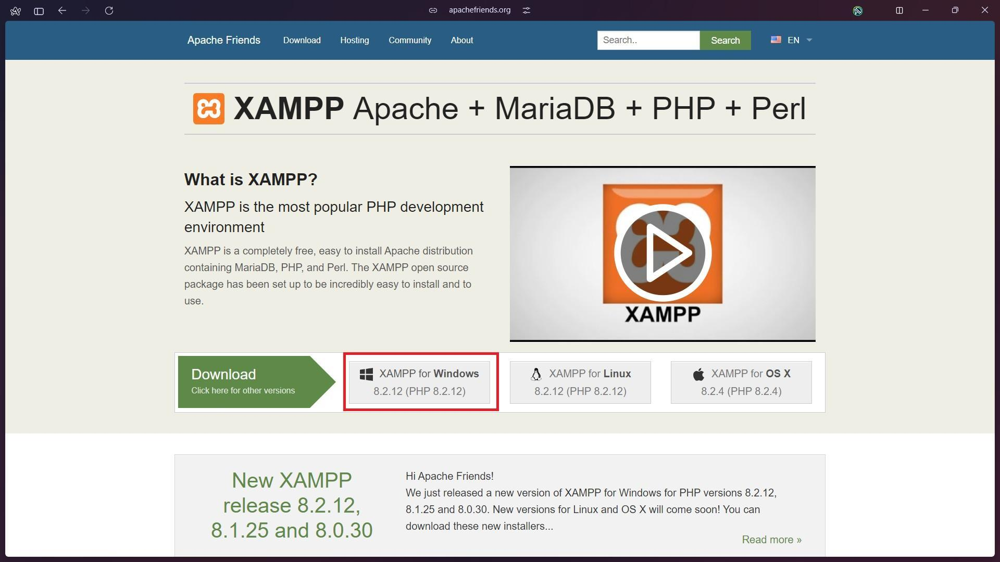 apachefriends.org
Apache Friends
Download
Hosting
Community
About
Search..
Search
EN
XAMPP Apache + MariaDB + PHP + Perl
What is XAMPP?
XAMPP is the most popular PHP development
environment
XAMPP is a completely free, easy to install Apache distribution
containing MariaDB, PHP, and Perl. The XAMPP open source
package has been set up to be incredibly easy to install and to
use.
XAMPP
Download
Click here for other versions
XAMPP for Windows
8.2.12 (PHP 8.2.12)
XAMPP for Linux
8.2.12 (PHP 8.2.12)
XAMPP for OS X
8.2.4 (PHP 8.2.4)
New XAMPP
release 8.2.12,
8.1.25 and 8.0.30
Hi Apache Friends!
We just released a new version of XAMPP for Windows for PHP versions 8.2.12,
8.1.25 and 8.0.30. New versions for Linux and OS X will come soon! You can
download these new installers...
Read more »